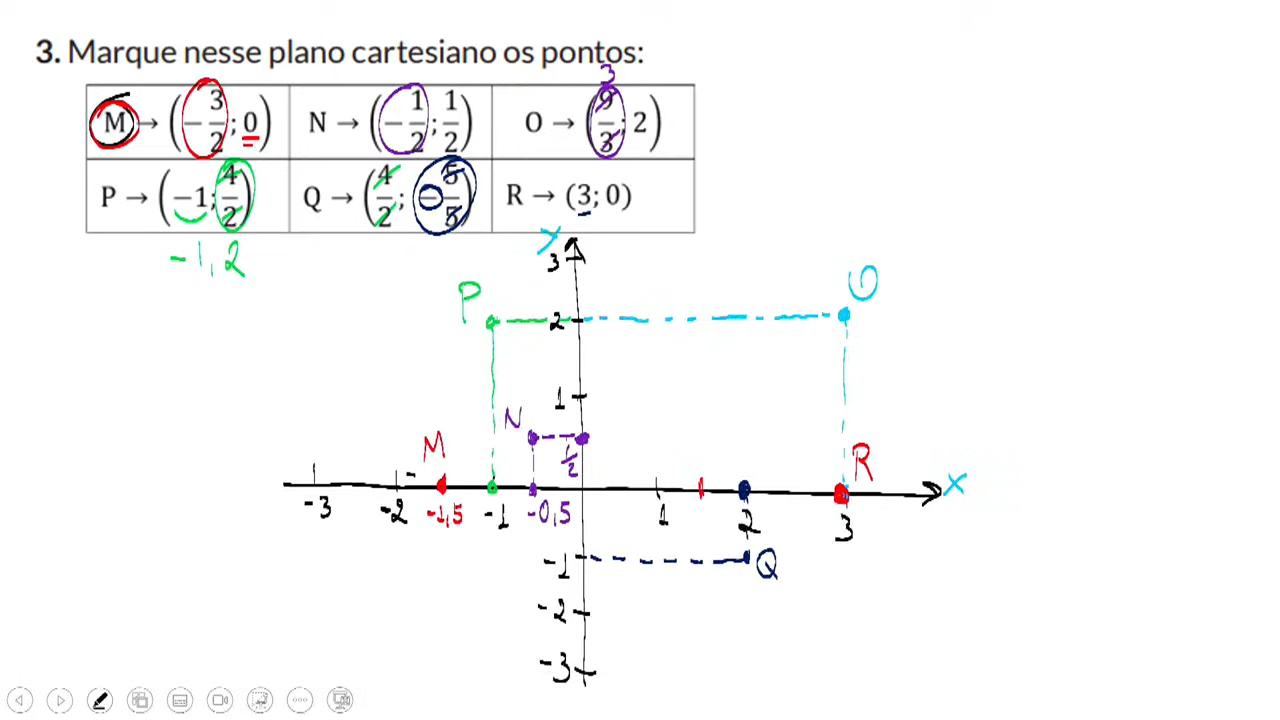 3. Marque nesse plano cartesiano os pontos:
3
M → (-3/2; 0) N → (-1/2; 1/2) O → (9/3; 2)
P → (-1; 4/2) Q → (4/2; -5/5) R → (3; 0)
-1, 2
y
3
P
O
2
1
N
1/2
M
R
x
-3 -2 -1,5 -1 -0,5 1 2 3
-1
Q
-2
-3